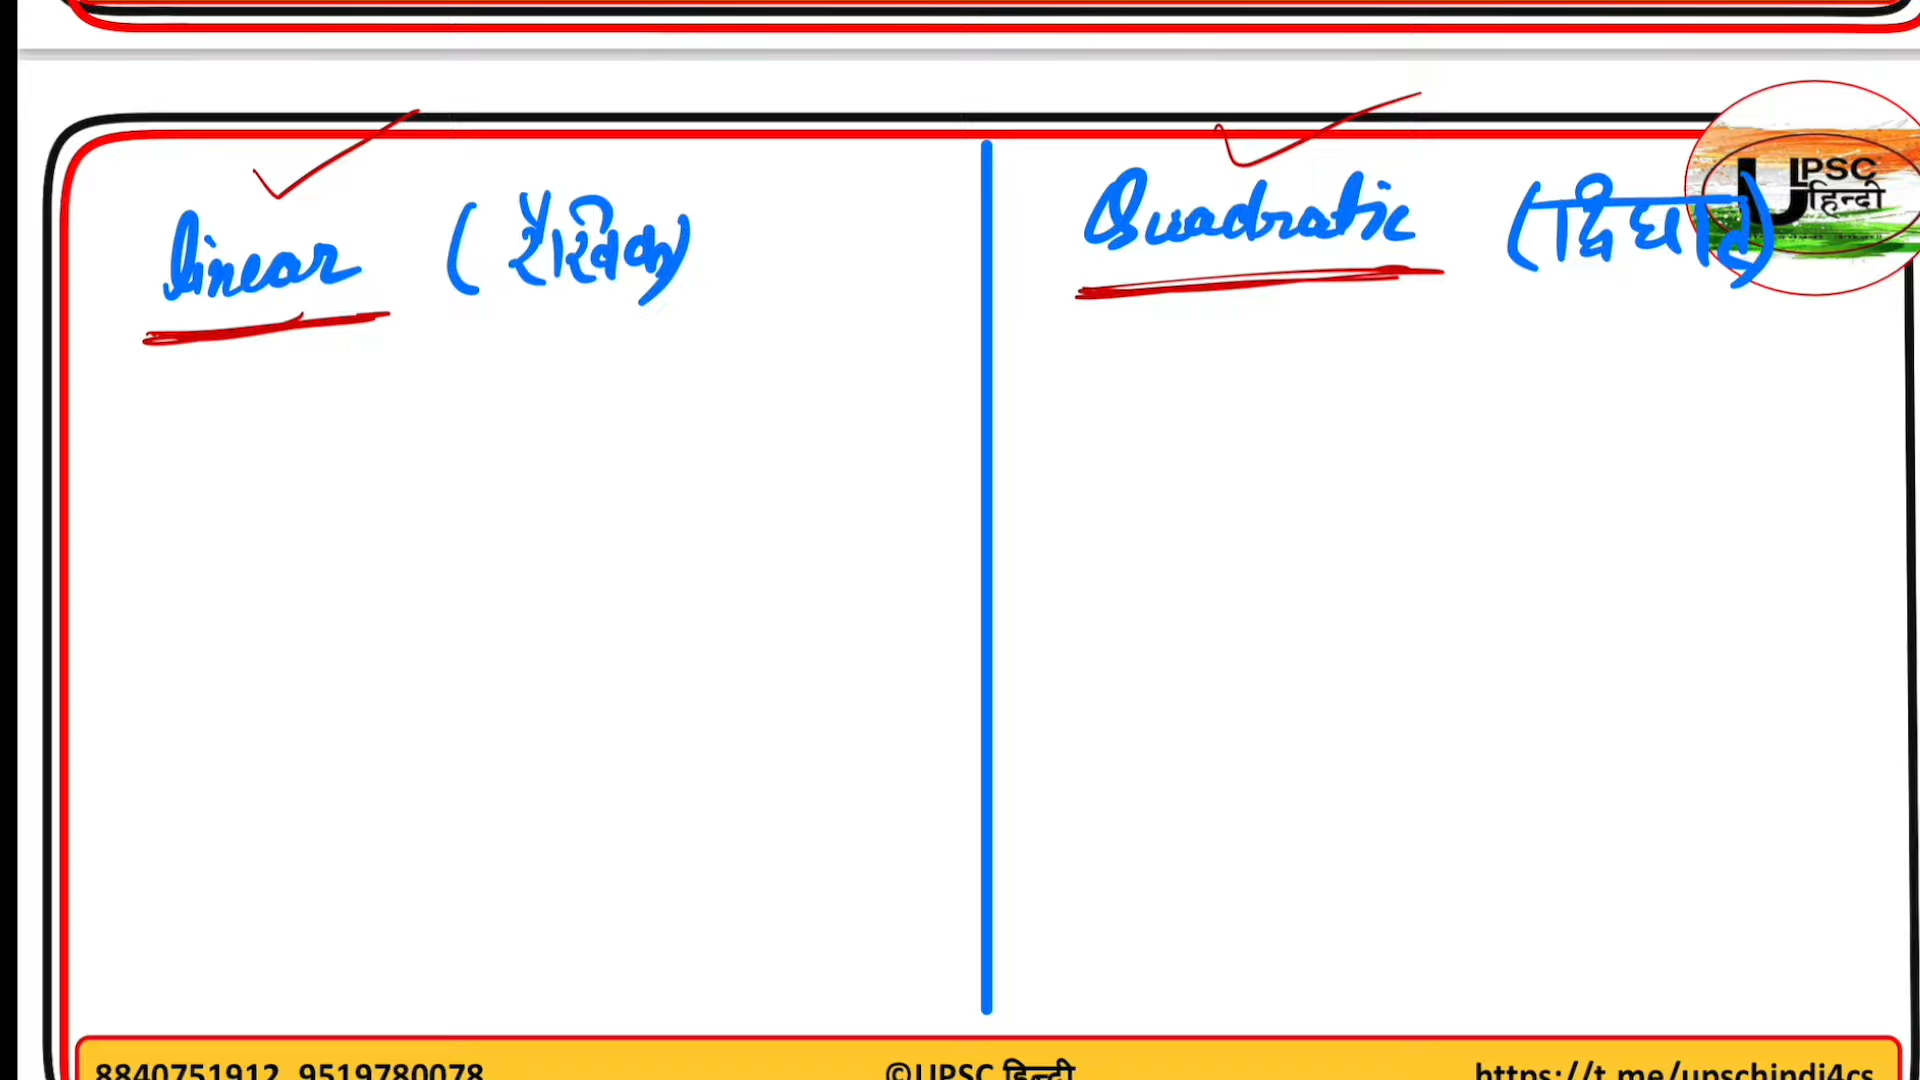 linear (रैखिक)
Quadratic (द्विघात)
UPSC
हिन्दी
8840751912, 9519780078 ©UPSC हिन्दी https://t.me/upschindi4cs